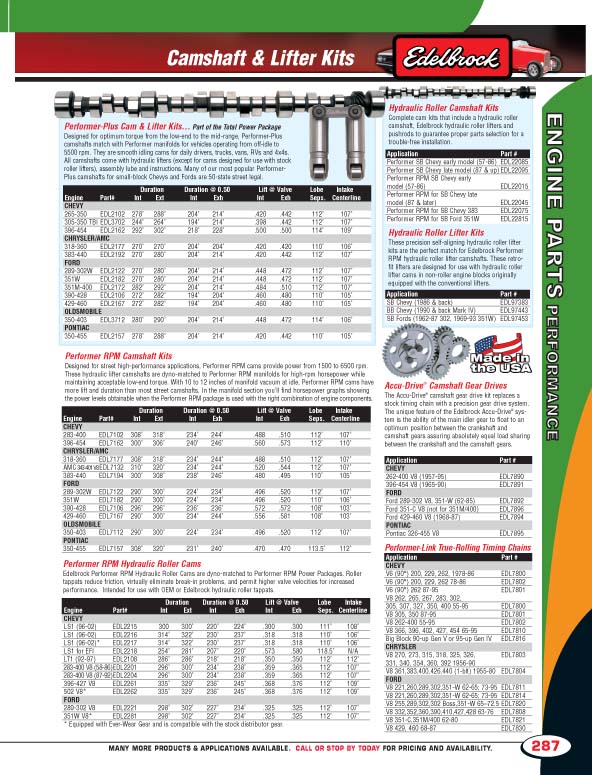 Camshaft & Lifter Kits
Edelbrock
Performer-Plus Cam & Lifter Kits... Part of the Total Power Package
Designed for optimum torque from the low-end to the mid-range, Performer-Plus
camshafts match with Performer manifolds for vehicles operating from off-idle to
5500 rpm. They are smooth idling cams for daily drivers, trucks, vans, RVs and 4x4s.
All camshafts come with hydraulic lifters (except for cams designed for use with stock
roller lifters), assembly lube and instructions. Many of our most popular Performer-
Plus camshafts for small-block Chevys and Fords are 50-state street legal.
Duration Duration @ 0.50 Lift @ Valve Lobe Intake
Engine Part# Int Ext Int Exh Int Exh Seps. Centerline
CHEVY
265-350 EDL2102 278˚ 288˚ 204˚ 214˚ .420 .442 112˚ 107˚
305-350 TBI EDL3702 244˚ 264˚ 194˚ 214˚ .398 .442 112˚ 107˚
396-454 EDL2162 292˚ 302˚ 218˚ 228˚ .500 .500 114˚ 109˚
CHRYSLER/AMC
318-360 EDL2177 270˚ 270˚ 204˚ 204˚ .420 .420 110˚ 106˚
383-440 EDL2192 270˚ 280˚ 204˚ 214˚ .420 .442 112˚ 107˚
FORD
289-302W EDL2122 270˚ 280˚ 204˚ 214˚ .448 .472 112˚ 107˚
351W EDL2182 270˚ 280˚ 204˚ 214˚ .448 .472 112˚ 107˚
351M-400 EDL2172 282˚ 292˚ 204˚ 214˚ .484 .510 112˚ 107˚
390-428 EDL2106 272˚ 282˚ 194˚ 204˚ .460 .480 110˚ 105˚
429-460 EDL2167 272˚ 282˚ 194˚ 204˚ .460 .480 110˚ 105˚
OLDSMOBILE
350-403 EDL3712 280˚ 290˚ 204˚ 214˚ .448 .472 114˚ 106˚
PONTIAC
350-455 EDL2157 278˚ 288˚ 204˚ 214˚ .420 .442 112˚ 107˚
Performer RPM Camshaft Kits
Designed for street high-performance applications, Performer RPM cams provide power from 1500 to 6500 rpm.
These hydraulic lifter camshafts are dyno-matched to Performer RPM manifolds for high-rpm horsepower while
maintaining acceptable low-end torque. With 10 to 12 inches of manifold vacuum at idle, Performer RPM cams have
more lift and duration than most street camshafts. In the manifold section you'll find horsepower graphs showing
the power levels obtainable when the Performer RPM package is used with the right combination of engine components.
Duration Duration @ 0.50 Lift @ Valve Lobe Intake
Engine Part# Int Ext Int Exh Int Exh Seps. Centerline
CHEVY
283-400 EDL7102 308˚ 318˚ 234˚ 244˚ .488 .510 112˚ 107˚
396-454 EDL7162 300˚ 306˚ 240˚ 246˚ .560 .573 112˚ 110˚
CHRYSLER/AMC
318-360 EDL7177 308˚ 318˚ 234˚ 244˚ .488 .510 112˚ 107˚
AMC 343-401 v8 EDL7132 310˚ 320˚ 234˚ 244˚ .520 .544 112˚ 107˚
383-440 EDL7194 300˚ 308˚ 238˚ 246˚ .480 .495 110˚ 105˚
FORD
289-302W EDL7122 290˚ 300˚ 224˚ 234˚ .496 .520 112˚ 107˚
351W EDL7182 290˚ 300˚ 224˚ 234˚ .496 .520 110˚ 106˚
390-428 EDL7106 296˚ 296˚ 236˚ 236˚ .572 .572 108˚ 103˚
429-460 EDL7167 290˚ 300˚ 234˚ 244˚ .556 .581 108˚ 103˚
OLDSMOBILE
350-403 EDL7112 290˚ 300˚ 224˚ 234˚ .496 .520 112˚ 107˚
PONTIAC
350-455 EDL7157 308˚ 320˚ 231˚ 240˚ .470 .470 113.5˚ 112˚
Performer RPM Hydraulic Roller Cams
Edelbrock Performer RPM Hydraulic Roller Cams are dyno-matched to Performer RPM Power Packages. Roller
tappets reduce friction, virtually eliminate break-in problems, and permit higher valve velocities for increased
performance. Intended for use with OEM or Edelbrock hydraulic roller tappets.
Duration Duration @ 0.50 Lift @ Valve Lobe Intake
Engine Part# Int Ext Int Exh Int Exh Seps. Centerline
CHEVY
LS1 (96-02) EDL2215 300 300˚ 220˚ 224˚ .300 .300 111˚ 108˚
LS1 (96-02) EDL2216 314˚ 322˚ 230˚ 237˚ .318 .318 110˚ 106˚
LS1 (96-02)* EDL2217 314˚ 322˚ 230˚ 237˚ .318 .318 110˚ 106˚
LS1 for EFI EDL2218 254˚ 281˚ 207˚ 229˚ 573 580 118.5˚ N/A
LT1 (92-97) EDL2108 286˚ 286˚ 218˚ 218˚ .350 .350 112˚ 112˚
283-400 V8 (58-86) EDL2201 296˚ 300˚ 234˚ 238˚ .359 .365 112˚ 107˚
283-400 V8 (87-92) EDL2204 296˚ 300˚ 234˚ 238˚ .359 .365 112˚ 107˚
396-427 V8 EDL2261 335˚ 329˚ 236˚ 245˚ .368 .376 112˚ 109˚
502 V8* EDL2262 335˚ 329˚ 236˚ 245˚ .368 .376 112˚ 109˚
FORD
289-302 V8 EDL2221 298˚ 302˚ 227˚ 234˚ .325 .325 112˚ 107˚
351W V8* EDL2281 298˚ 302˚ 227˚ 234˚ .325 .325 112˚ 107˚
* Equipped with Ever-Wear Gear and is compatible with the stock distributor gear.
Hydraulic Roller Camshaft Kits
Complete cam kits that include a hydraulic roller
camshaft, Edelbrock hydraulic roller lifters and
pushrods to guarantee proper parts selection for a
trouble-free installation.
Application Part #
Performer SB Chevy early model (57-86) EDL22085
Performer SB Chevy late model (87 & up) EDL22095
Performer RPM SB Chevy early
model (57-86) EDL22015
Performer RPM for SB Chevy late
model (87 & later) EDL22045
Performer RPM for SB Chevy 383 EDL22075
Performer RPM for SB Ford 351W EDL22815
Hydraulic Roller Lifter Kits
These precision self-aligning hydraulic roller lifter
kits are the perfect match for Edelbrock Performer
RPM hydraulic roller lifter camshafts. These retro-
fit lifters are designed for use with hydraulic roller
lifter cams in non-roller engine blocks originally
equipped with the conventional lifters.
Application Part #
SB Chevy (1986 & back) EDL97383
BB Chevy (1990 & back Mark IV) EDL97443
SB Fords (1962-87 302, 1969-93 351W) EDL97453
Made in
the USA
Accu-Drive® Camshaft Gear Drives
The Accu-Drive® camshaft gear drive kit replaces a
stock timing chain with a precision gear drive system.
The unique feature of the Edelbrock Accu-Drive® sys-
tem is the ability of the main idler gear to float to an
optimum position between the crankshaft and
camshaft gears assuring absolutely equal load sharing
between the crankshaft and the camshaft gears.
Application Part #
CHEVY
262-400 V8 (1957-95) EDL7890
396-454 V8 (1965-90) EDL7891
FORD
Ford 289-302 V8, 351-W (62-85) EDL7892
Ford 351-C V8 (not for 351M/400) EDL7896
Ford 429-460 V8 (1968-87) EDL7894
PONTIAC
Pontiac 326-455 V8 EDL7895
Performer-Link True-Rolling Timing Chains
Application Part #
CHEVY
V6 (90°) 200, 229, 262, 1978-86 EDL7800
V6 (90°) 200, 229, 262 78-86 EDL7802
V6 (90°) 262 87-95 EDL7801
V8 262, 265, 267, 283, 302,
305, 307, 327, 350, 400 55-95 EDL7800
V8 305, 350 87-95 EDL7801
V8 262-400 55-95 EDL7802
V8 366, 396, 402, 427, 454 65-95 EDL7810
Big Block 90-up Gen V or 95-up Gen IV EDL7816
CHRYSLER
V8 270, 273, 315, 318, 325, 326,
331, 340, 354, 360, 392 1956-90 EDL7803
V8 361,383,400,426,440 (1-bolt) 1955-80 EDL7804
FORD
V8 221,260,289,302,351-W 62-65; 73-95 EDL7811
V8 221,260,289,302,351-W 62-65; 73-95 EDL7814
V8 255,289,302,302 Boss,351-W 65–72.5 EDL7820
V8 332,352,360,390,410,427,428 63-76 EDL7808
V8 351-C,351M/400 62-80 EDL7821
V8 429, 460 68-87 EDL7830
ENGINE PARTS PERFORMANCE
MANY MORE PRODUCTS & APPLICATIONS AVAILABLE. CALL OR STOP BY TODAY FOR PRICING AND AVAILABILITY.
287